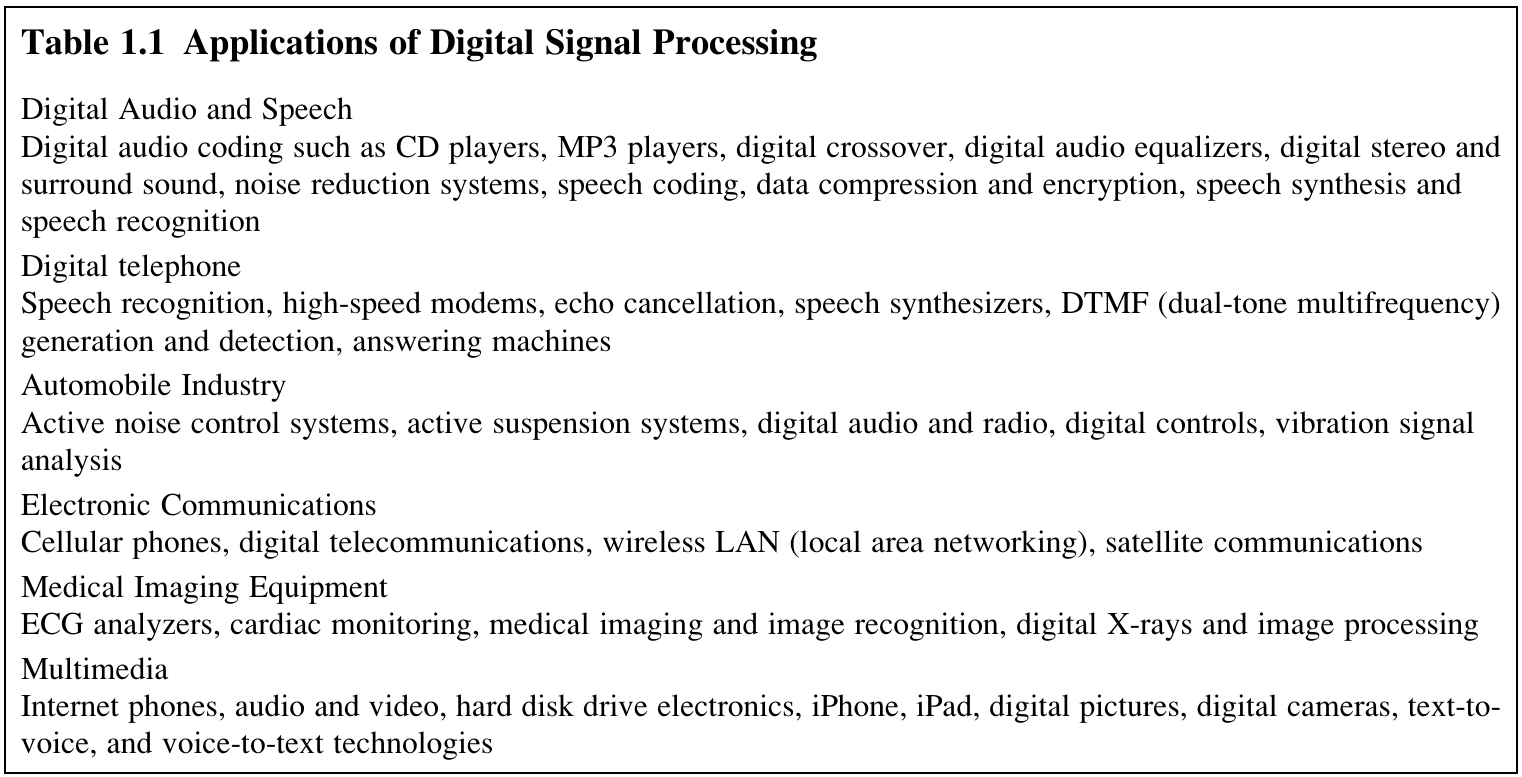 Table 1.1 Applications of Digital Signal Processing
Digital Audio and Speech
Digital audio coding such as CD players, MP3 players, digital crossover, digital audio equalizers, digital stereo and
surround sound, noise reduction systems, speech coding, data compression and encryption, speech synthesis and
speech recognition
Digital telephone
Speech recognition, high-speed modems, echo cancellation, speech synthesizers, DTMF (dual-tone multifrequency)
generation and detection, answering machines
Automobile Industry
Active noise control systems, active suspension systems, digital audio and radio, digital controls, vibration signal
analysis
Electronic Communications
Cellular phones, digital telecommunications, wireless LAN (local area networking), satellite communications
Medical Imaging Equipment
ECG analyzers, cardiac monitoring, medical imaging and image recognition, digital X-rays and image processing
Multimedia
Internet phones, audio and video, hard disk drive electronics, iPhone, iPad, digital pictures, digital cameras, text-to-
voice, and voice-to-text technologies